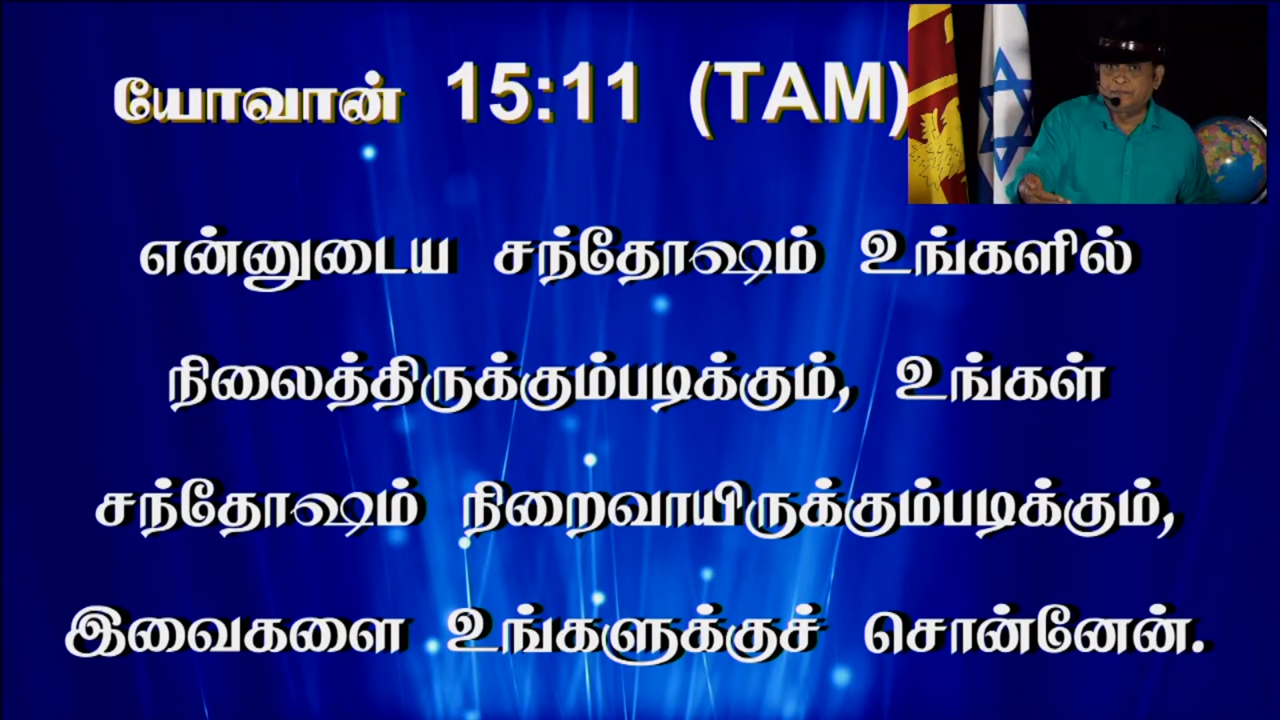 யோவான் 15:11 (TAM)
என்னுடைய சந்தோஷம் உங்களில்
நிலைத்திருக்கும்படிக்கும், உங்கள்
சந்தோஷம் நிறைவாயிருக்கும்படிக்கும்,
இவைகளை உங்களுக்குச் சொன்னேன்.